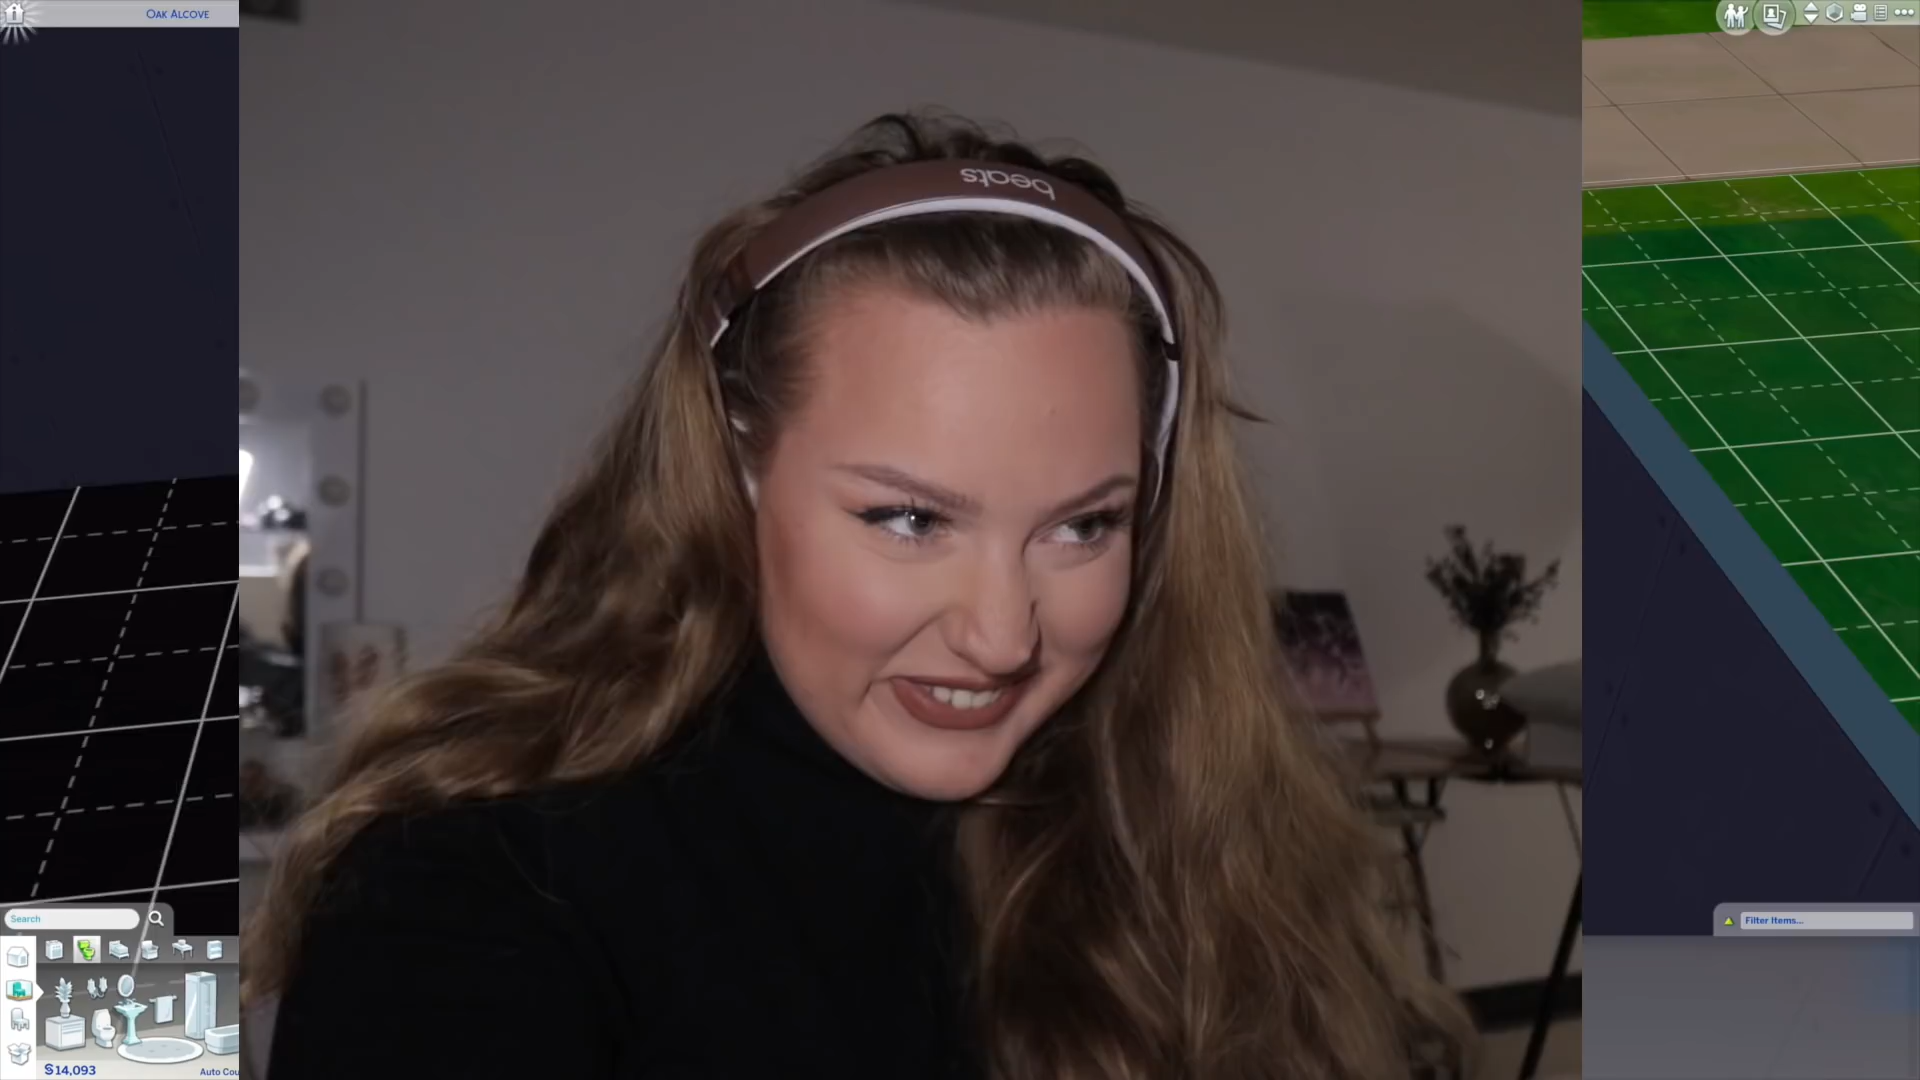 Oak Alcove
beats
Search
Filter Items...
§14,093
Auto Cou